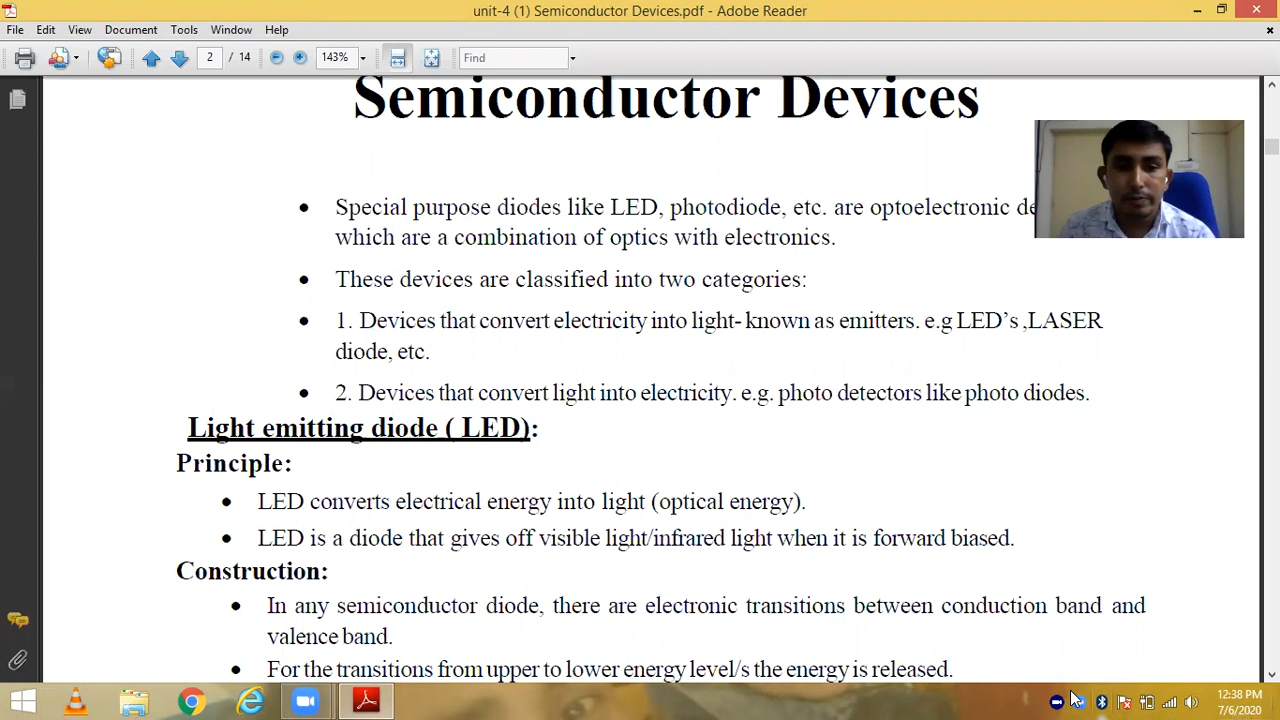 unit-4 (1) Semiconductor Devices.pdf - Adobe Reader
File Edit View Document Tools Window Help
2 / 14 143% Find
Semiconductor Devices
• Special purpose diodes like LED, photodiode, etc. are optoelectronic de
which are a combination of optics with electronics.
• These devices are classified into two categories:
• 1. Devices that convert electricity into light- known as emitters. e.g LED’s ,LASER
diode, etc.
• 2. Devices that convert light into electricity. e.g. photo detectors like photo diodes.
Light emitting diode ( LED):
Principle:
• LED converts electrical energy into light (optical energy).
• LED is a diode that gives off visible light/infrared light when it is forward biased.
Construction:
• In any semiconductor diode, there are electronic transitions between conduction band and
valence band.
• For the transitions from upper to lower energy level/s the energy is released.
12:38 PM
7/6/2020